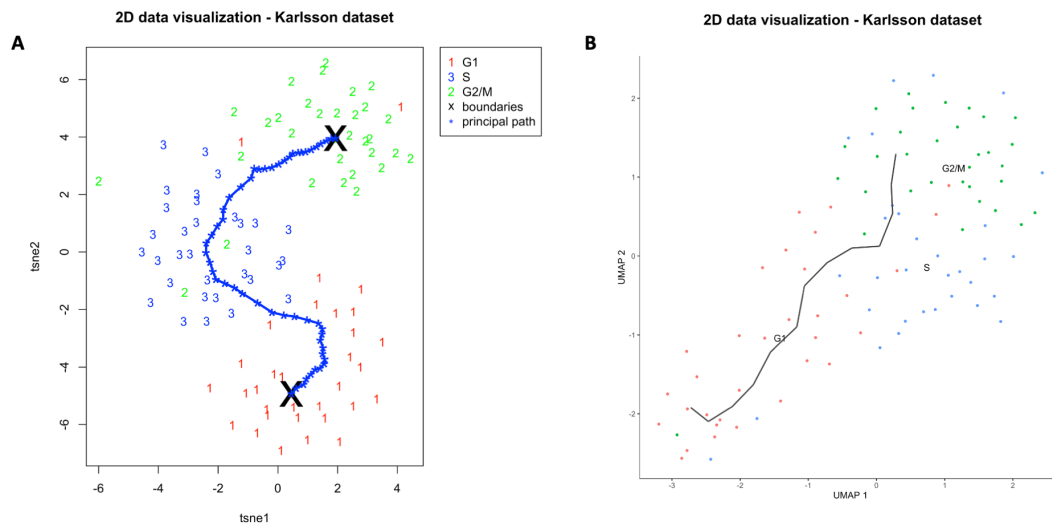 2D data visualization - Karlsson dataset
A
1 G1
3 S
2 G2/M
x boundaries
* principal path
6
4
2
0
-2
-4
-6
tsne2
-6
-4
-2
0
2
4
tsne1
2D data visualization - Karlsson dataset
B
2
1
0
-1
-2
UMAP 2
G2/M
S
G1
-3
-2
-1
0
1
2
UMAP 1